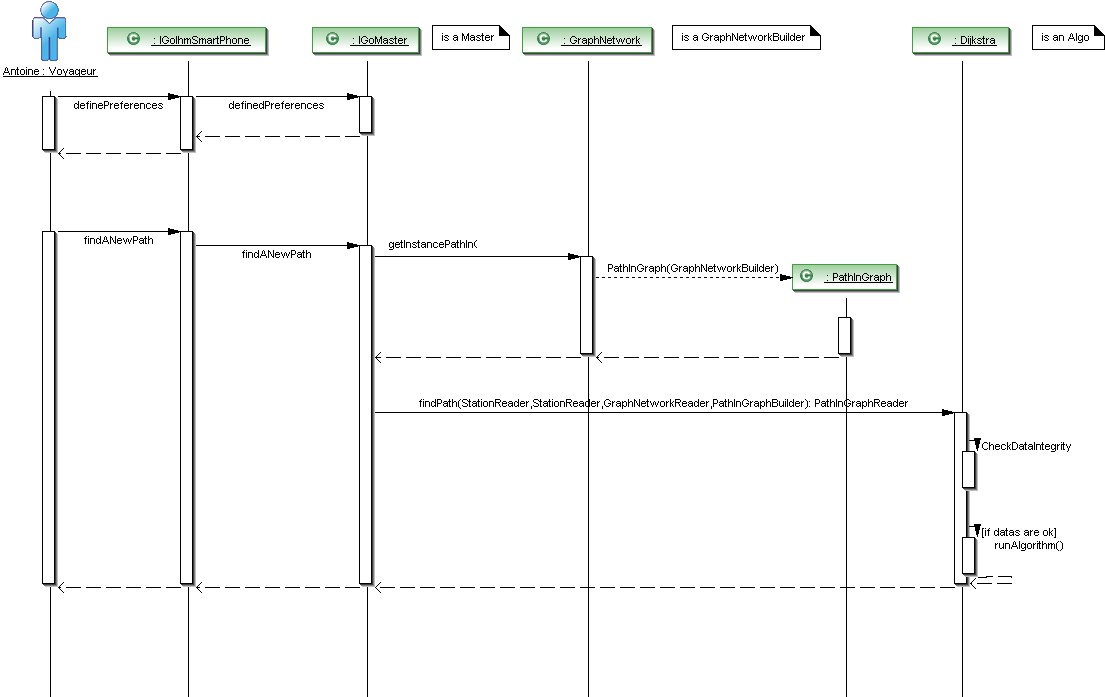 Antoine : Voyageur
C : IGoIhmSmartPhone
C : IGoMaster
is a Master
C : GraphNetwork
is a GraphNetworkBuilder
C : Dijkstra
is an Algo
definePreferences
definedPreferences
findANewPath
findANewPath
getInstancePathIn(
PathInGraph(GraphNetworkBuilder)
C : PathInGraph
findPath(StationReader,StationReader,GraphNetworkReader,PathInGraphBuilder): PathInGraphReader
CheckDataIntegrity
[if datas are ok]
runAlgorithm()